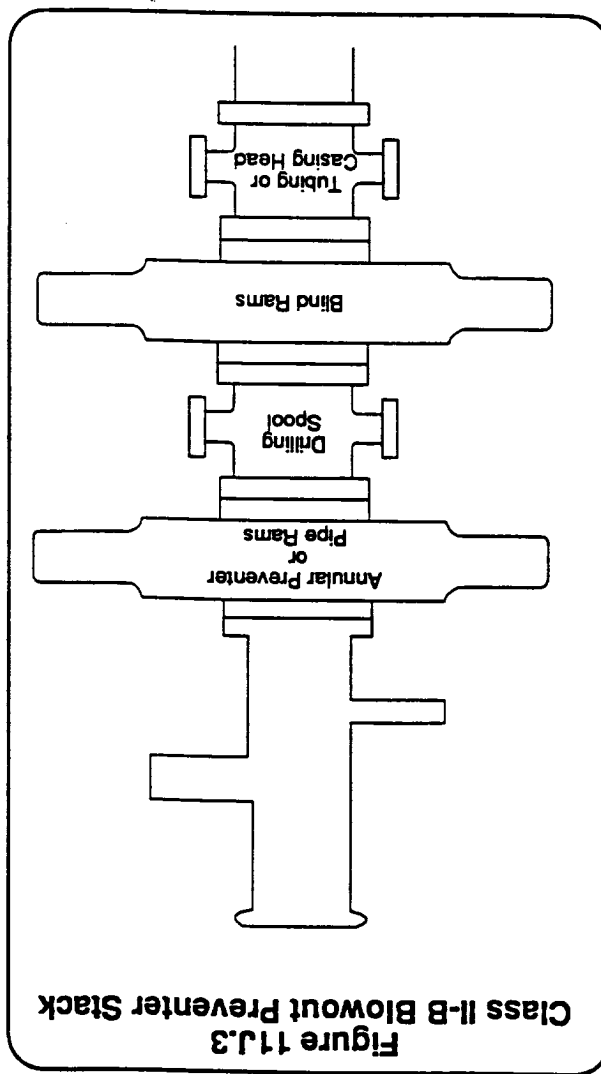 Figure 11J.3
Class II-B Blowout Preventer Stack
Annular Preventer
or
Pipe Rams
Drilling
Spool
Blind Rams
Tubing or
Casing Head